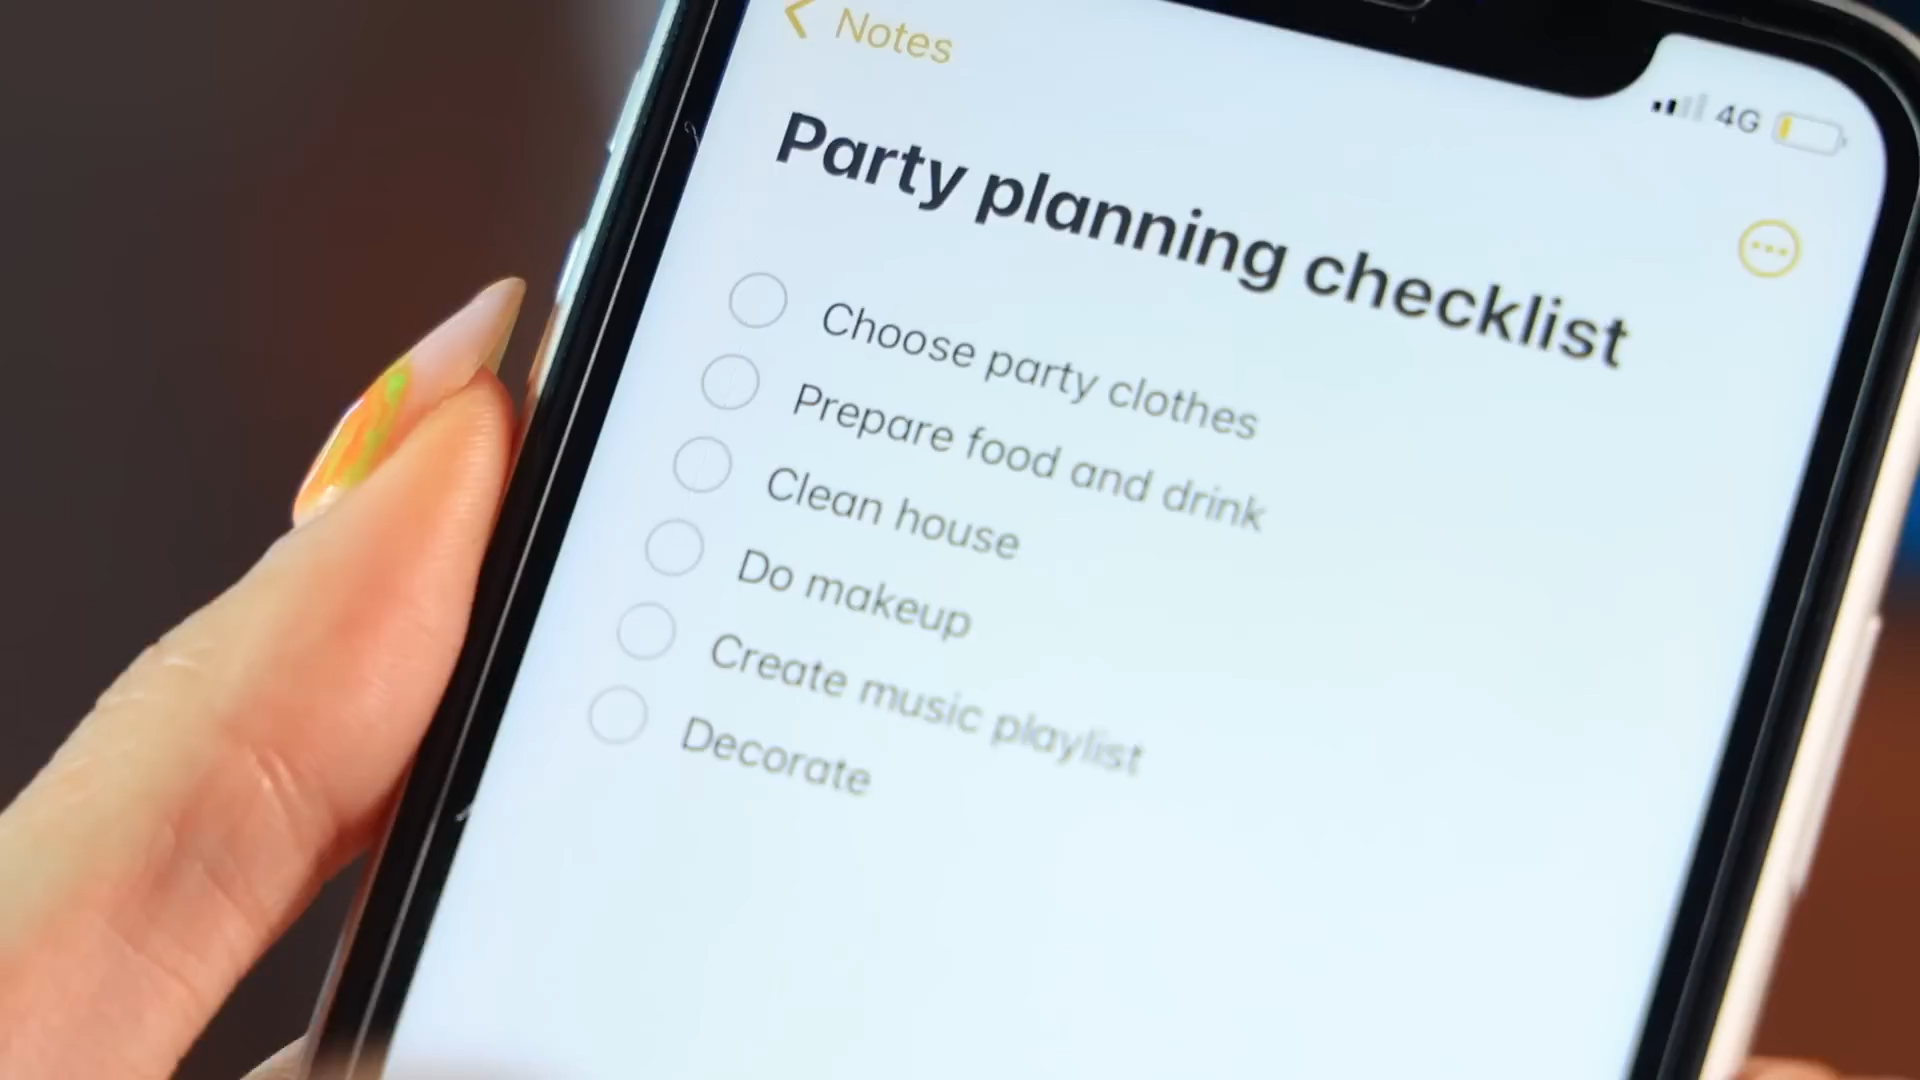 Notes
4G
Party planning checklist
Choose party clothes
Prepare food and drink
Clean house
Do makeup
Create music playlist
Decorate